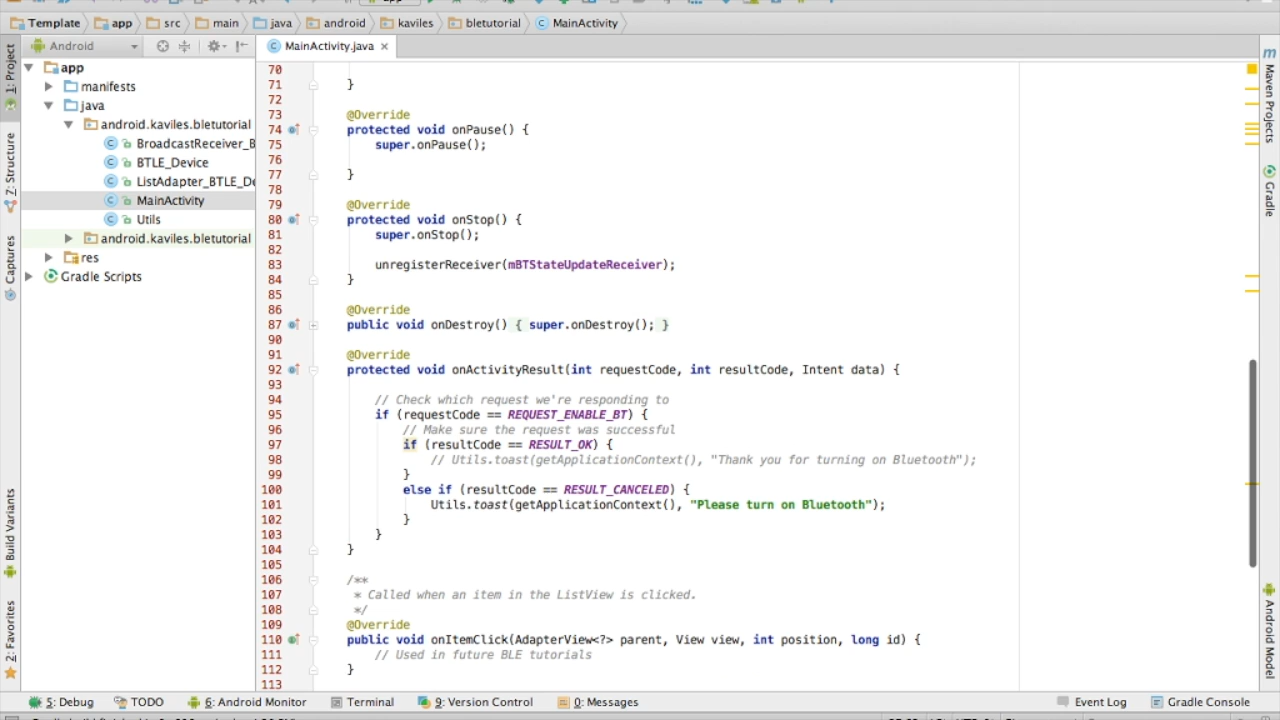 Template app src main java android kaviles bletutorial MainActivity
Android
MainActivity.java
1: Project
7: Structure
Captures
Build Variants
2: Favorites
app
manifests
java
android.kaviles.bletutorial
BroadcastReceiver_B
BTLE_Device
ListAdapter_BTLE_De
MainActivity
Utils
android.kaviles.bletutorial
res
Gradle Scripts
70
71 }
72
73 @Override
74 protected void onPause() {
75 super.onPause();
76
77 }
78
79 @Override
80 protected void onStop() {
81 super.onStop();
82
83 unregisterReceiver(mBTStateUpdateReceiver);
84 }
85
86 @Override
87 public void onDestroy() { super.onDestroy(); }
90
91 @Override
92 protected void onActivityResult(int requestCode, int resultCode, Intent data) {
93
94 // Check which request we're responding to
95 if (requestCode == REQUEST_ENABLE_BT) {
96 // Make sure the request was successful
97 if (resultCode == RESULT_OK) {
98 // Utils.toast(getApplicationContext(), "Thank you for turning on Bluetooth");
99 }
100 else if (resultCode == RESULT_CANCELED) {
101 Utils.toast(getApplicationContext(), "Please turn on Bluetooth");
102 }
103 }
104 }
105
106 /**
107 * Called when an item in the ListView is clicked.
108 */
109 @Override
110 public void onItemClick(AdapterView<?> parent, View view, int position, long id) {
111 // Used in future BLE tutorials
112 }
113
m Maven Projects
Gradle
Android Model
5: Debug TODO 6: Android Monitor Terminal 9: Version Control 0: Messages Event Log Gradle Console